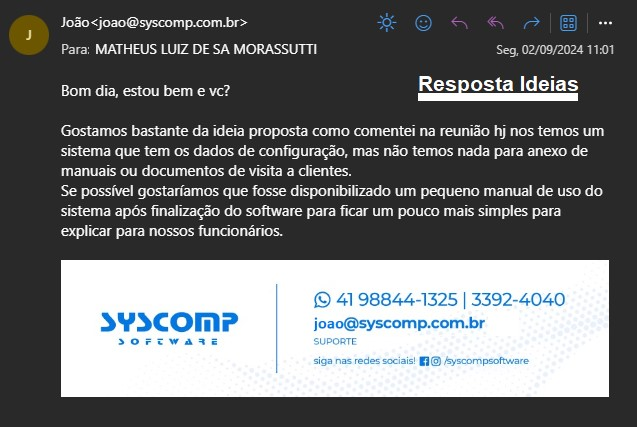 João<joao@syscomp.com.br>
J
Para: MATHEUS LUIZ DE SA MORASSUTTI
Seg, 02/09/2024 11:01
Resposta Ideias
Bom dia, estou bem e vc?
Gostamos bastante da ideia proposta como comentei na reunião hj nos temos um
sistema que tem os dados de configuração, mas não temos nada para anexo de
manuais ou documentos de visita a clientes.
Se possível gostaríamos que fosse disponibilizado um pequeno manual de uso do
sistema após finalização do software para ficar um pouco mais simples para
explicar para nossos funcionários.
SYSCOMP
SOFTWARE
41 98844-1325 | 3392-4040
joao@syscomp.com.br
SUPORTE
siga nas redes sociais! /syscompsoftware